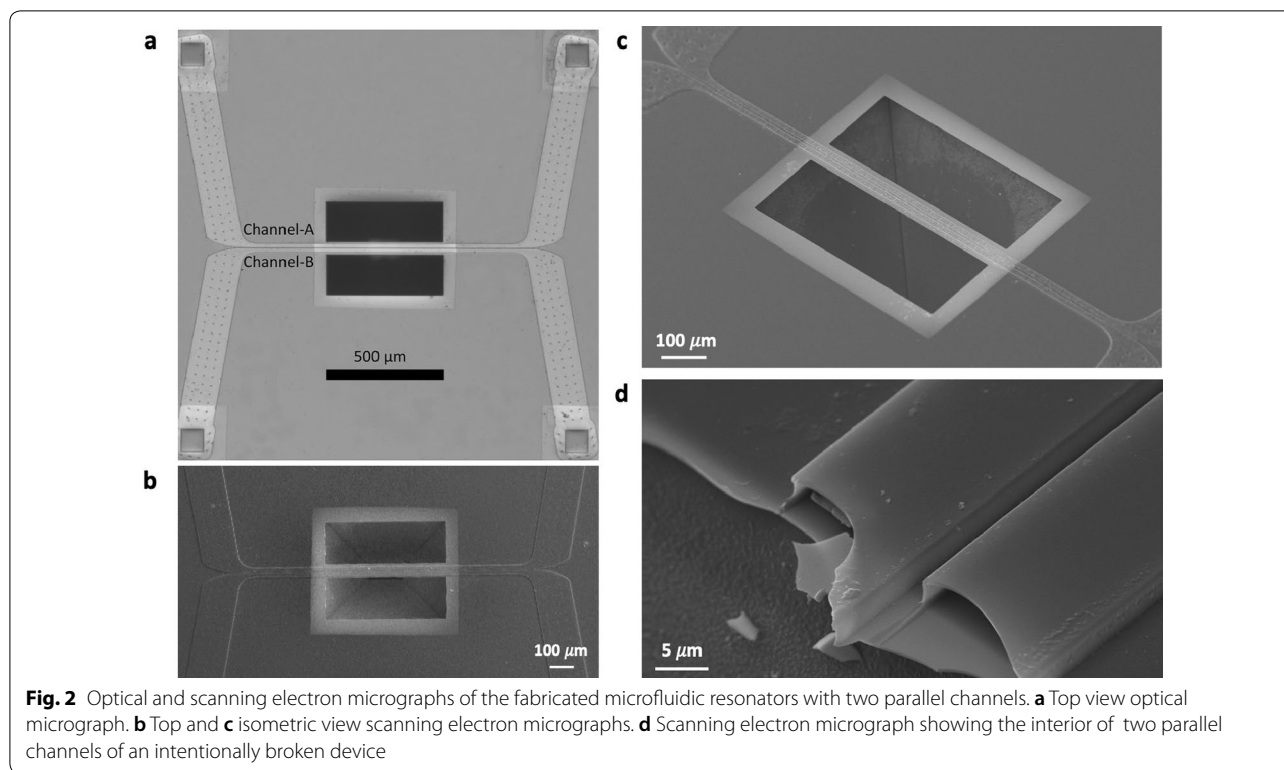 a
Channel-A
Channel-B
500 µm
b
100 µm
c
100 µm
d
5 µm
Fig. 2 Optical and scanning electron micrographs of the fabricated microfluidic resonators with two parallel channels. a Top view optical
micrograph. b Top and c isometric view scanning electron micrographs. d Scanning electron micrograph showing the interior of two parallel
channels of an intentionally broken device